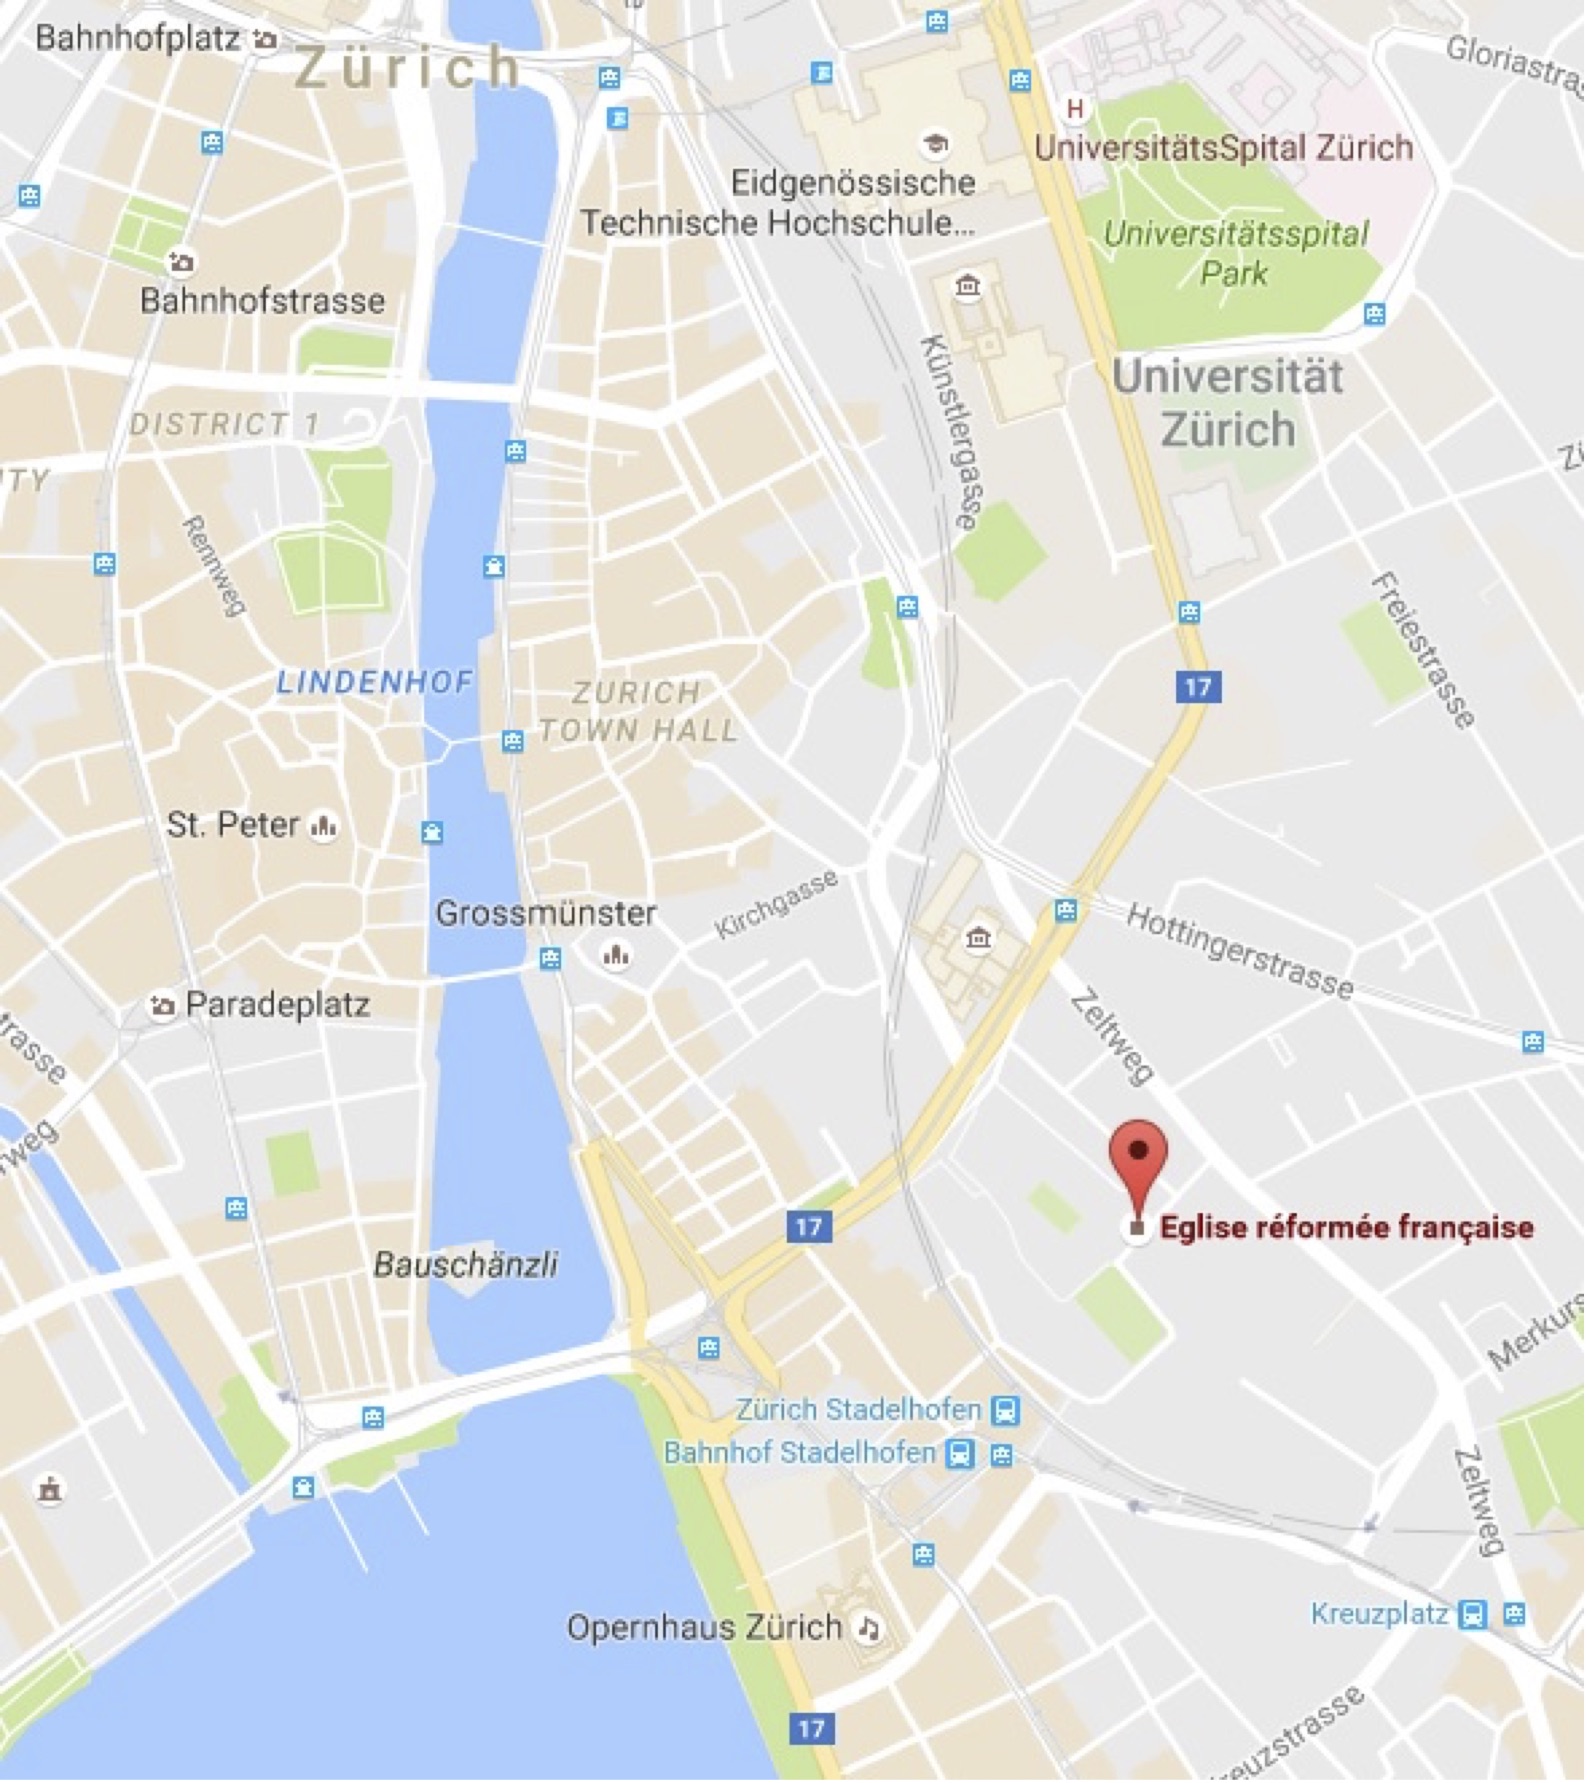 Bahnhofplatz
Zürich
Gloriastras
H
UniversitätsSpital Zürich
Eidgenössische
Technische Hochschule...
Universitätsspital
Park
Bahnhofstrasse
Künstlergasse
Universität
Zürich
DISTRICT 1
ITY
Rennweg
Freiestrasse
LINDENHOF
ZURICH
TOWN HALL
17
St. Peter
Kirchgasse
Grossmünster
Hottingerstrasse
Paradeplatz
Zeltweg
trasse
weg
17
Eglise réformée française
Bauschänzli
Merkurs
Zürich Stadelhofen
Bahnhof Stadelhofen
Zeltweg
Opernhaus Zürich
Kreuzplatz
17
reuzstrasse